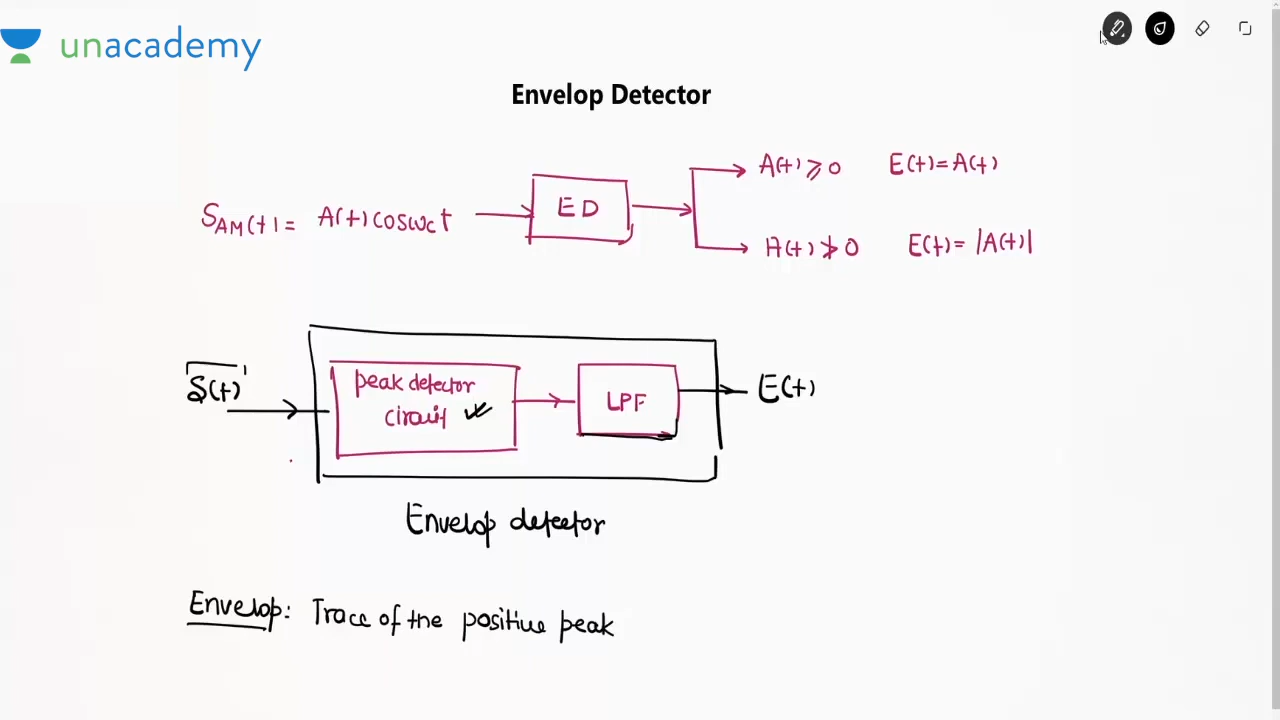 unacademy
Envelop Detector
A(t) ⩾ 0 E(t)=A(t)
S_AM(t) = A(t)cosω_c t ED
A(t) ≯ 0 E(t)= |A(t)|
S(t) peak detector E(t)
circuit LPF
Envelop detector
Envelop: Trace of the positive peak